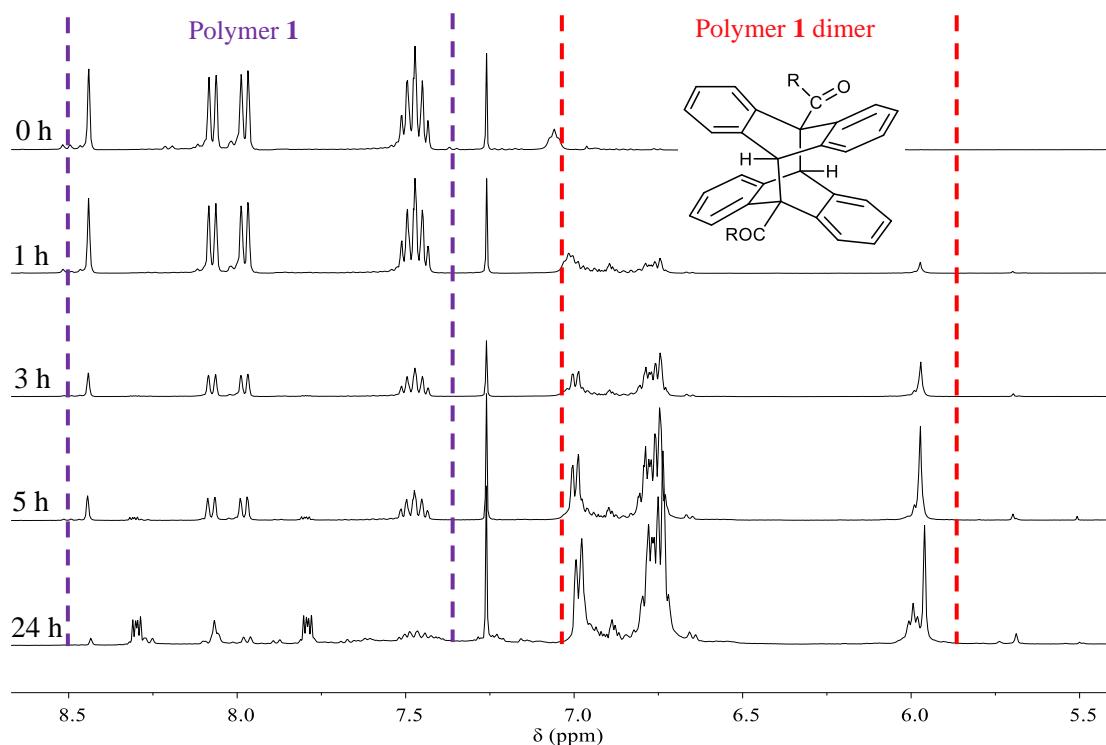 Polymer 1
Polymer 1 dimer
R
O
C
0 h
H
H
ROC
1 h
3 h
5 h
24 h
8.5 8.0 7.5 7.0 6.5 6.0 5.5
δ (ppm)